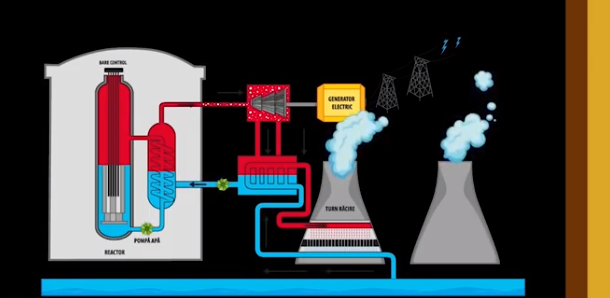 BARE CONTROL
GENERATOR
ELECTRIC
TURN RĂCIRE
POMPĂ APĂ
REACTOR